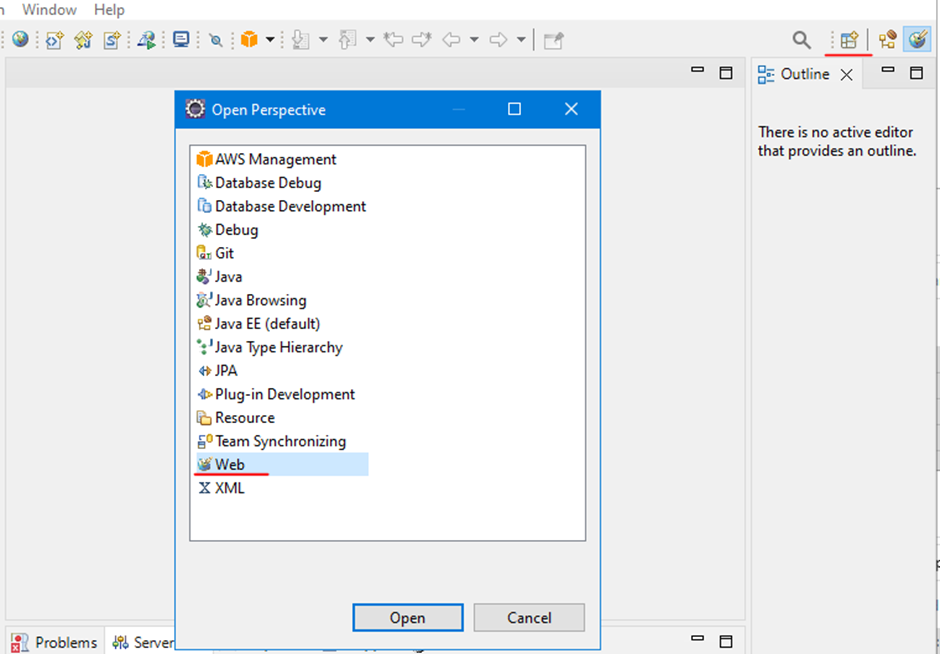 Window Help
Outline
Open Perspective
There is no active editor
that provides an outline.
AWS Management
Database Debug
Database Development
Debug
Git
Java
Java Browsing
Java EE (default)
Java Type Hierarchy
JPA
Plug-in Development
Resource
Team Synchronizing
Web
XML
Open Cancel
Problems Server